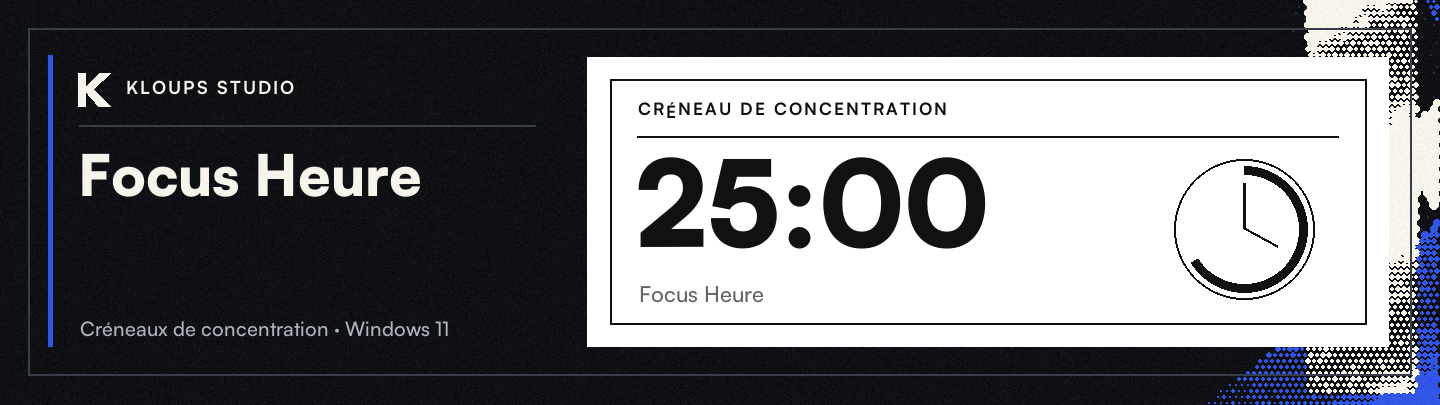 K KLOUPS STUDIO
Focus Heure
Créneaux de concentration · Windows 11
CRÉNEAU DE CONCENTRATION
25:00
Focus Heure